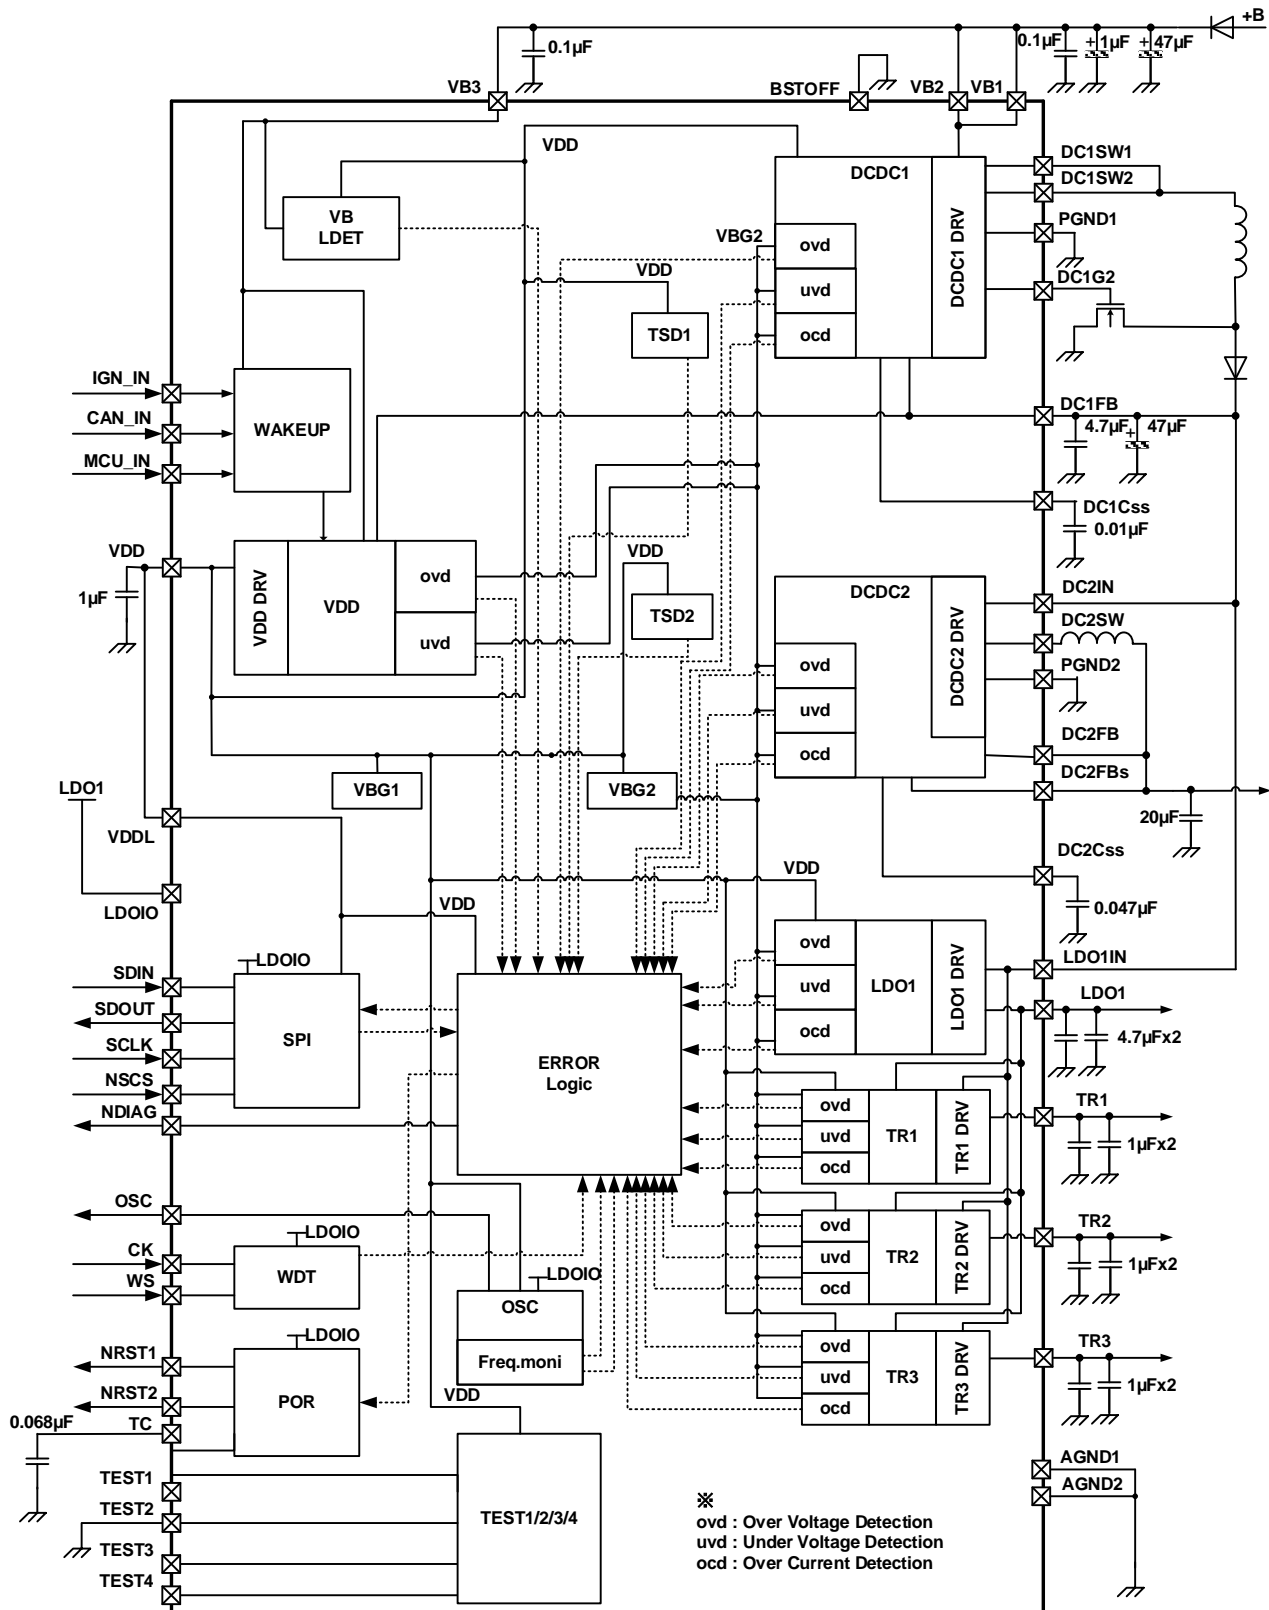 +B
0.1µF
0.1µF
1µF
47µF
+
+
VB3
BSTOFF
VB2
VB1
VDD
DCDC1
DC1SW1
DC1SW2
VB
LDET
VBG2
ovd
DCDC1 DRV
PGND1
VDD
uvd
DC1G2
TSD1
ocd
IGN_IN
DC1FB
CAN_IN
WAKEUP
4.7µF
+
47µF
MCU_IN
DC1Css
0.01µF
VDD
VDD
1µF
VDD DRV
VDD
ovd
uvd
TSD2
DCDC2
DCDC2 DRV
DC2IN
DC2SW
ovd
PGND2
uvd
DC2FB
ocd
DC2FBs
LDO1
VBG1
VBG2
20µF
VDDL
DC2Css
VDD
LDOIO
VDD
0.047µF
LDOIO
ovd
LDO1IN
SDIN
uvd
LDO1
LDO1 DRV
LDO1
SDOUT
ocd
4.7µFx2
SPI
SCLK
ERROR
Logic
NSCS
TR1
NDIAG
ovd
uvd
ocd
TR1
TR1 DRV
1µFx2
OSC
LDOIO
ovd
TR2
CK
WDT
uvd
TR2
TR2 DRV
1µFx2
WS
LDOIO
ocd
OSC
LDOIO
NRST1
Freq.moni
ovd
TR3
uvd
TR3
TR3 DRV
1µFx2
NRST2
POR
VDD
ocd
0.068µF
TC
AGND1
TEST1
AGND2
TEST2
TEST1/2/3/4
※
ovd : Over Voltage Detection
uvd : Under Voltage Detection
ocd : Over Current Detection
TEST3
TEST4